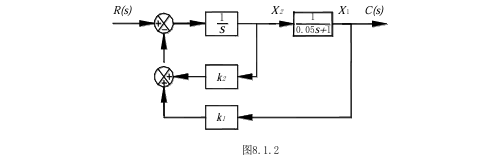 R(s) 1/s X₂ 1/(0.05s+1) X₁ C(s)
k₂
k₁
图8.1.2